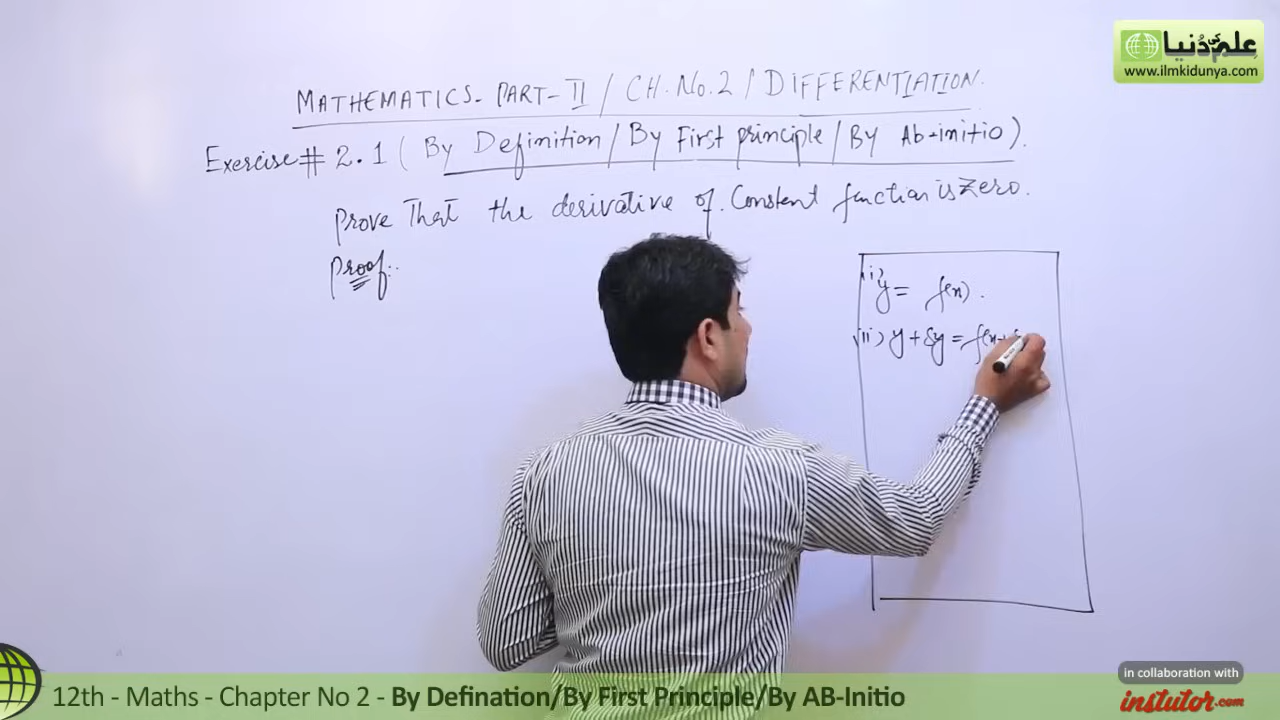 علم کی دُنیا
www.ilmkidunya.com
MATHEMATICS- PART-II / CH.No.2 / DIFFERENTIATION.
Exercise# 2.1 ( By Definition / By First principle / By Ab-initio ).
Prove That the derivative of. Constant function is Zero.
Proof:.
(i) y = f(x).
(ii) y + δy = f(x+
12th - Maths - Chapter No 2 - By Defination/By First Principle/By AB-Initio
in collaboration with
instutor.com